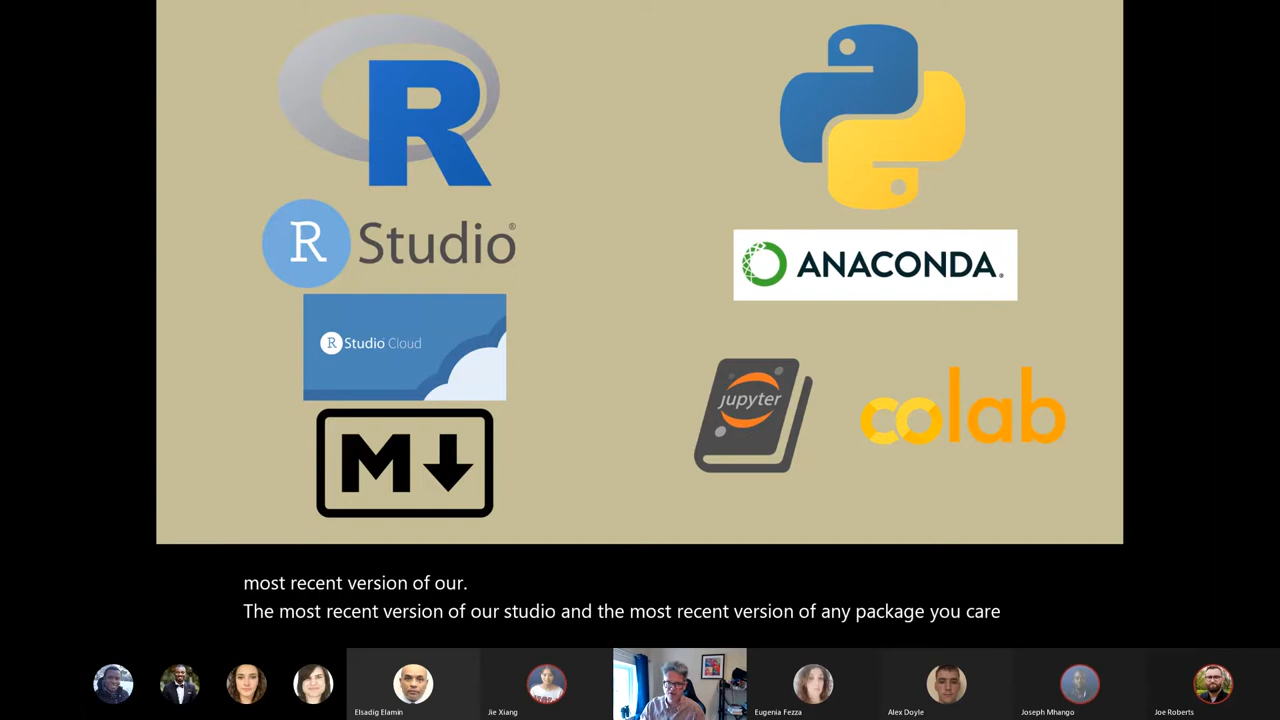 R
R Studio®
R Studio Cloud
M
ANACONDA.
jupyter
colab
most recent version of our.
The most recent version of our studio and the most recent version of any package you care
Elsadig Elamin
Jie Xiang
Eugenia Fezza
Alex Doyle
Joseph Mhango
Joe Roberts